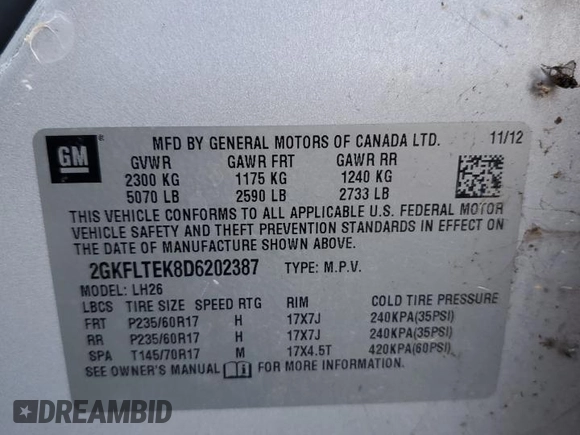 GM
MFD BY GENERAL MOTORS OF CANADA LTD. 11/12
GVWR GAWR FRT GAWR RR
2300 KG 1175 KG 1240 KG
5070 LB 2590 LB 2733 LB
THIS VEHICLE CONFORMS TO ALL APPLICABLE U.S. FEDERAL MOTOR
VEHICLE SAFETY AND THEFT PREVENTION STANDARDS IN EFFECT ON
THE DATE OF MANUFACTURE SHOWN ABOVE.
2GKFLTEK8D6202387 TYPE: M.P.V.
MODEL: LH26
LBCS TIRE SIZE SPEED RTG RIM COLD TIRE PRESSURE
FRT P235/60R17 H 17X7J 240KPA(35PSI)
RR P235/60R17 H 17X7J 240KPA(35PSI)
SPA T145/70R17 M 17X4.5T 420KPA(60PSI)
SEE OWNER'S MANUAL FOR MORE INFORMATION.
DREAMBID